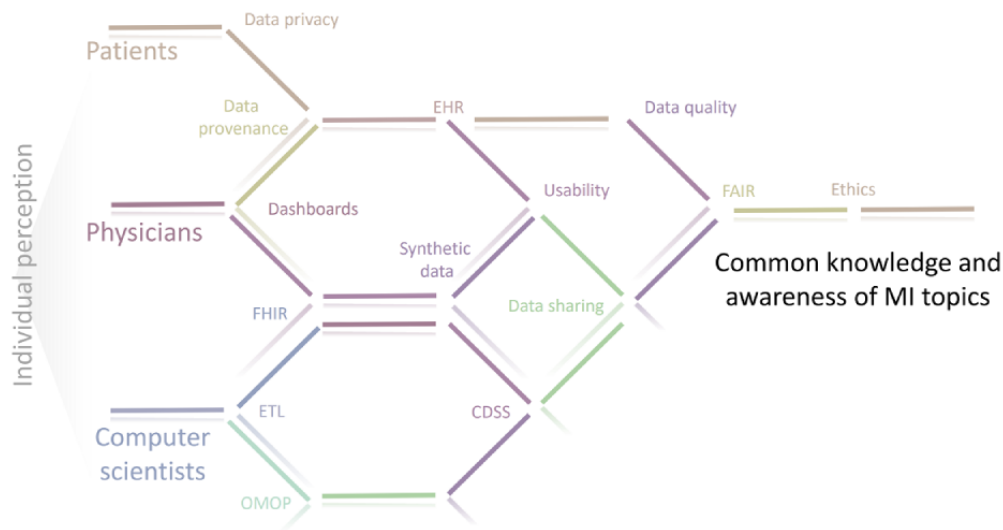 Data privacy
Patients
Data
provenance
EHR
Data quality
Individual perception
Physicians
Dashboards
Usability
FAIR
Ethics
Synthetic
data
Common knowledge and
awareness of MI topics
FHIR
Data sharing
ETL
CDSS
Computer
scientists
OMOP